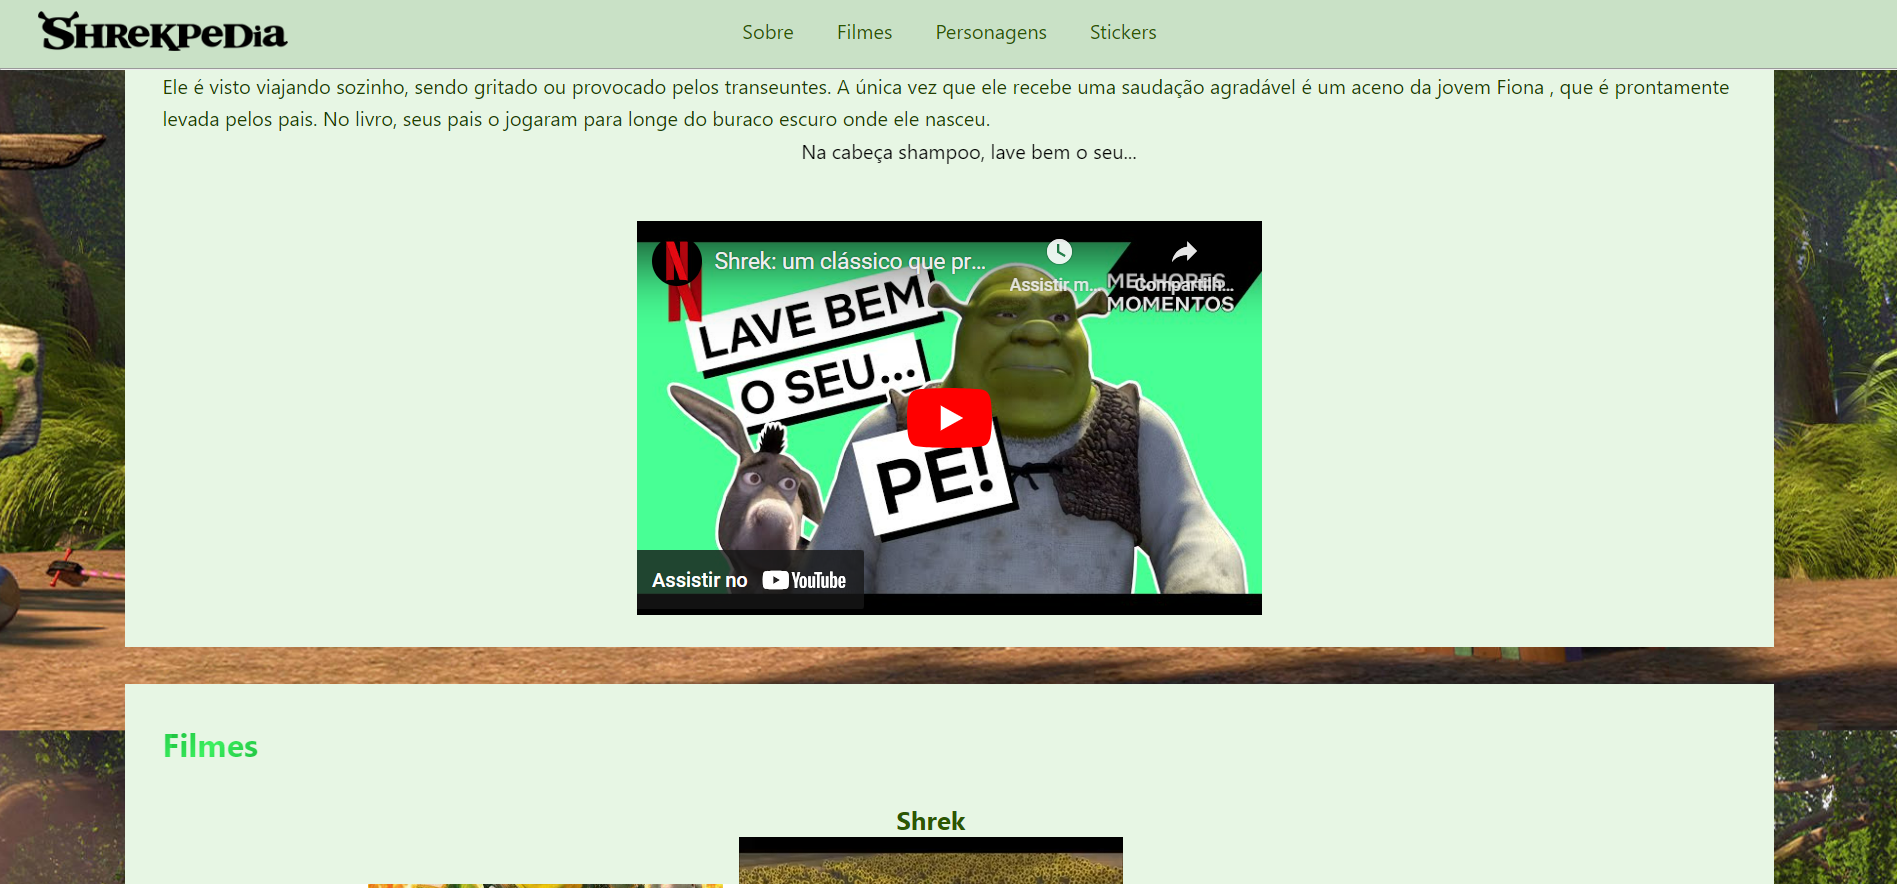 SHREKPEDIA
Sobre Filmes Personagens Stickers
Ele é visto viajando sozinho, sendo gritado ou provocado pelos transeuntes. A única vez que ele recebe uma saudação agradável é um aceno da jovem Fiona , que é prontamente
levada pelos pais. No livro, seus pais o jogaram para longe do buraco escuro onde ele nasceu.
Na cabeça shampoo, lave bem o seu...
N
Shrek: um clássico que pr...
Assistir m...
Compartilh...
N
MELHORES
MOMENTOS
LAVE BEM
O SEU...
PE!
Assistir no YouTube
Filmes
Shrek